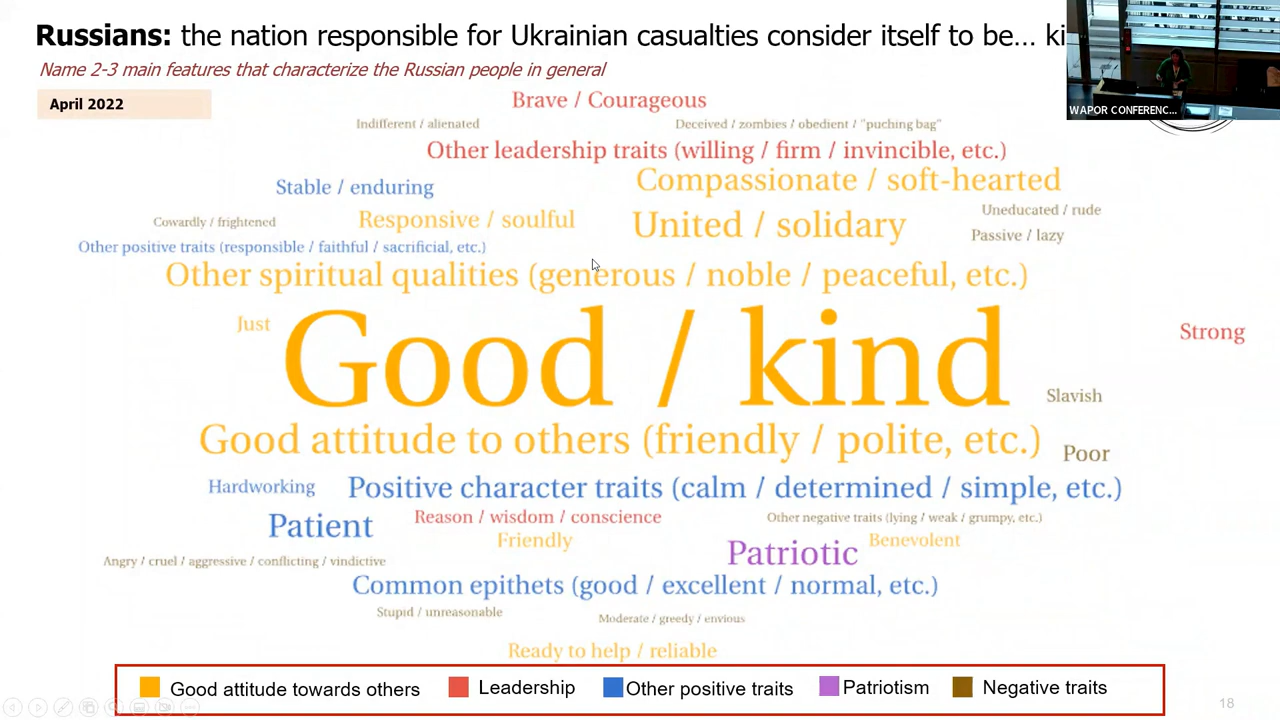 Russians: the nation responsible for Ukrainian casualties consider itself to be… ki
Name 2-3 main features that characterize the Russian people in general
April 2022
WAPOR CONFERENC...
Brave / Courageous
Indifferent / alienated
Deceived / zombies / obedient / "puching bag"
Other leadership traits (willing / firm / invincible, etc.)
Stable / enduring
Compassionate / soft-hearted
Cowardly / frightened
Responsive / soulful
United / solidary
Uneducated / rude
Passive / lazy
Other positive traits (responsible / faithful / sacrificial, etc.)
Other spiritual qualities (generous / noble / peaceful, etc.)
Just
Good / kind
Strong
Slavish
Good attitude to others (friendly / polite, etc.)
Poor
Hardworking
Positive character traits (calm / determined / simple, etc.)
Patient
Reason / wisdom / conscience
Other negative traits (lying / weak / grumpy, etc.)
Friendly
Patriotic
Benevolent
Angry / cruel / aggressive / conflicting / vindictive
Common epithets (good / excellent / normal, etc.)
Stupid / unreasonable
Moderate / greedy / envious
Ready to help / reliable
Good attitude towards others
Leadership
Other positive traits
Patriotism
Negative traits
18